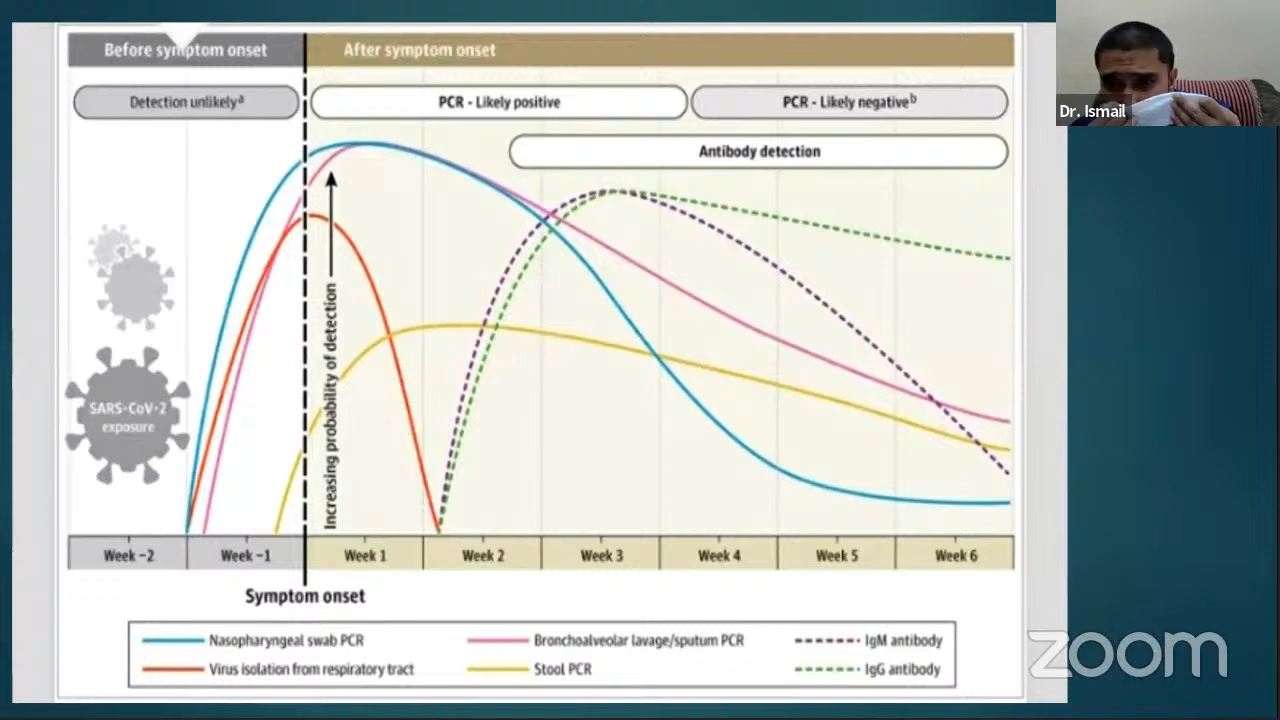 Before symptom onset
After symptom onset
Detection unlikelyᵃ
PCR - Likely positive
PCR - Likely negativeᵇ
Antibody detection
Dr. Ismail
SARS-CoV-2
exposure
Increasing probability of detection
Week −2
Week −1
Week 1
Week 2
Week 3
Week 4
Week 5
Week 6
Symptom onset
Nasopharyngeal swab PCR
Bronchoalveolar lavage/sputum PCR
IgM antibody
Virus isolation from respiratory tract
Stool PCR
IgG antibody
zoom